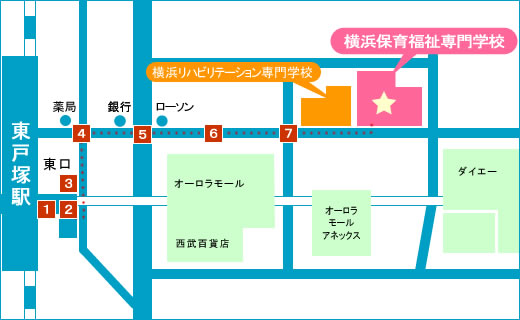 横浜保育福祉専門学校
横浜リハビリテーション専門学校
薬局
銀行
ローソン
4
5
6
7
東戸塚駅
東口
3
1
2
オーロラモール
西武百貨店
オーロラ
モール
アネックス
ダイエー